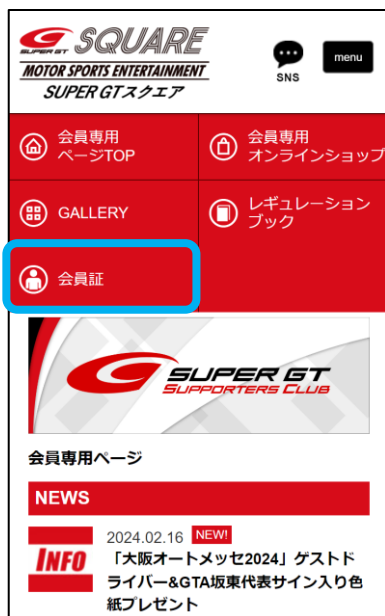 SUPER GT SQUARE
MOTOR SPORTS ENTERTAINMENT
SUPER GTスクエア
SNS
menu
会員専用
ページTOP
会員専用
オンラインショップ
GALLERY
レギュレーション
ブック
会員証
SUPER GT
SUPPORTERS CLUB
会員専用ページ
NEWS
INFO
2024.02.16 NEW!
「大阪オートメッセ2024」ゲストド
ライバー&GTA坂東代表サイン入り色
紙プレゼント